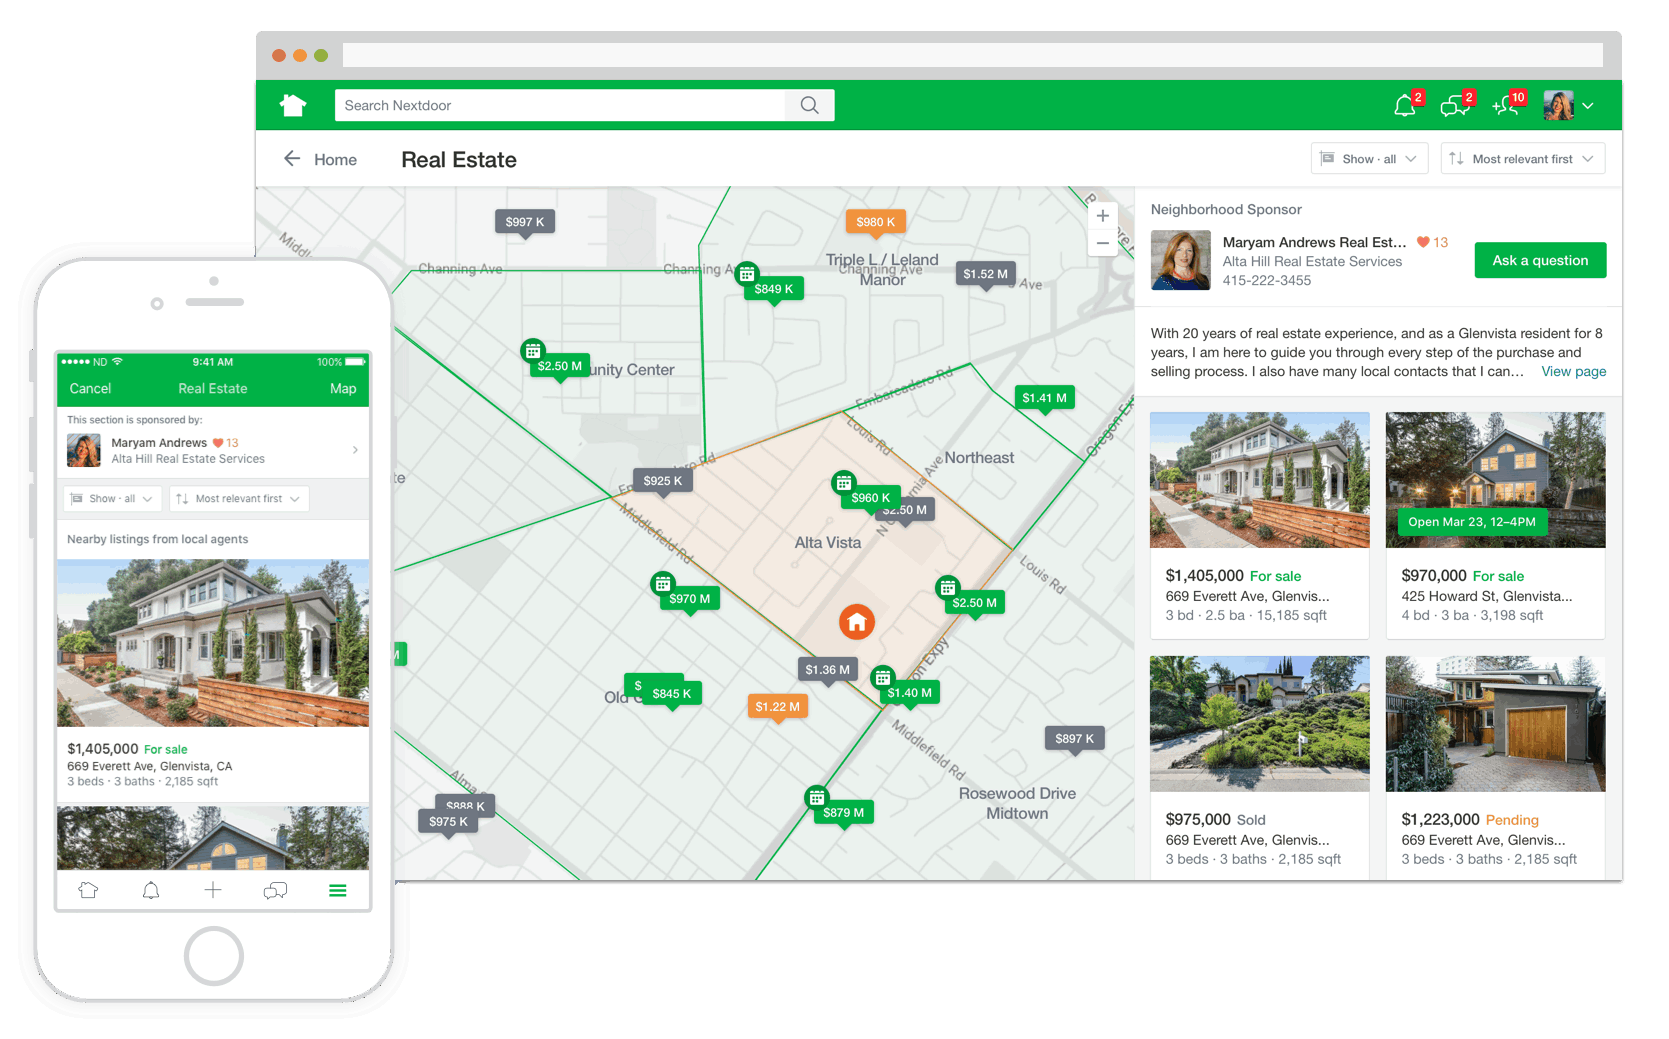 Search Nextdoor
2
2
10
Home
Real Estate
Show · all
Most relevant first
$997 K
$980 K
Middle
Channing Ave
Channing A
Triple L / Leland
Manor
Channing Ave
$1.52 M
Ave
$849 K
$2.50 M
unity Center
Embarcadero Rd
$1.41 M
Oregon Exp
Louis Rd
Northeast
$925 K
$960 K
$2.50 M
Alta Vista
Middlefield Rd
Louis Rd
$970 M
$2.50 M
$1.36 M
$1.40 M
$845 K
$1.22 M
$897 K
Middlefield Rd
Rosewood Drive
Midtown
Alma
$888 K
$975 K
$879 M
Neighborhood Sponsor
Maryam Andrews Real Est... 13
Alta Hill Real Estate Services
415-222-3455
Ask a question
With 20 years of real estate experience, and as a Glenvista resident for 8
years, I am here to guide you through every step of the purchase and
selling process. I also have many local contacts that I can... View page
$1,405,000 For sale
669 Everett Ave, Glenvis...
3 bd · 2.5 ba · 15,185 sqft
Open Mar 23, 12–4PM
$970,000 For sale
425 Howard St, Glenvista...
4 bd · 3 ba · 3,198 sqft
$975,000 Sold
669 Everett Ave, Glenvis...
3 beds · 3 baths · 2,185 sqft
$1,223,000 Pending
669 Everett Ave, Glenvis...
3 beds · 3 baths · 2,185 sqft
ND 9:41 AM 100%
Cancel Real Estate Map
This section is sponsored by:
Maryam Andrews 13
Alta Hill Real Estate Services
Show · all
Most relevant first
Nearby listings from local agents
$1,405,000 For sale
669 Everett Ave, Glenvista, CA
3 beds · 3 baths · 2,185 sqft